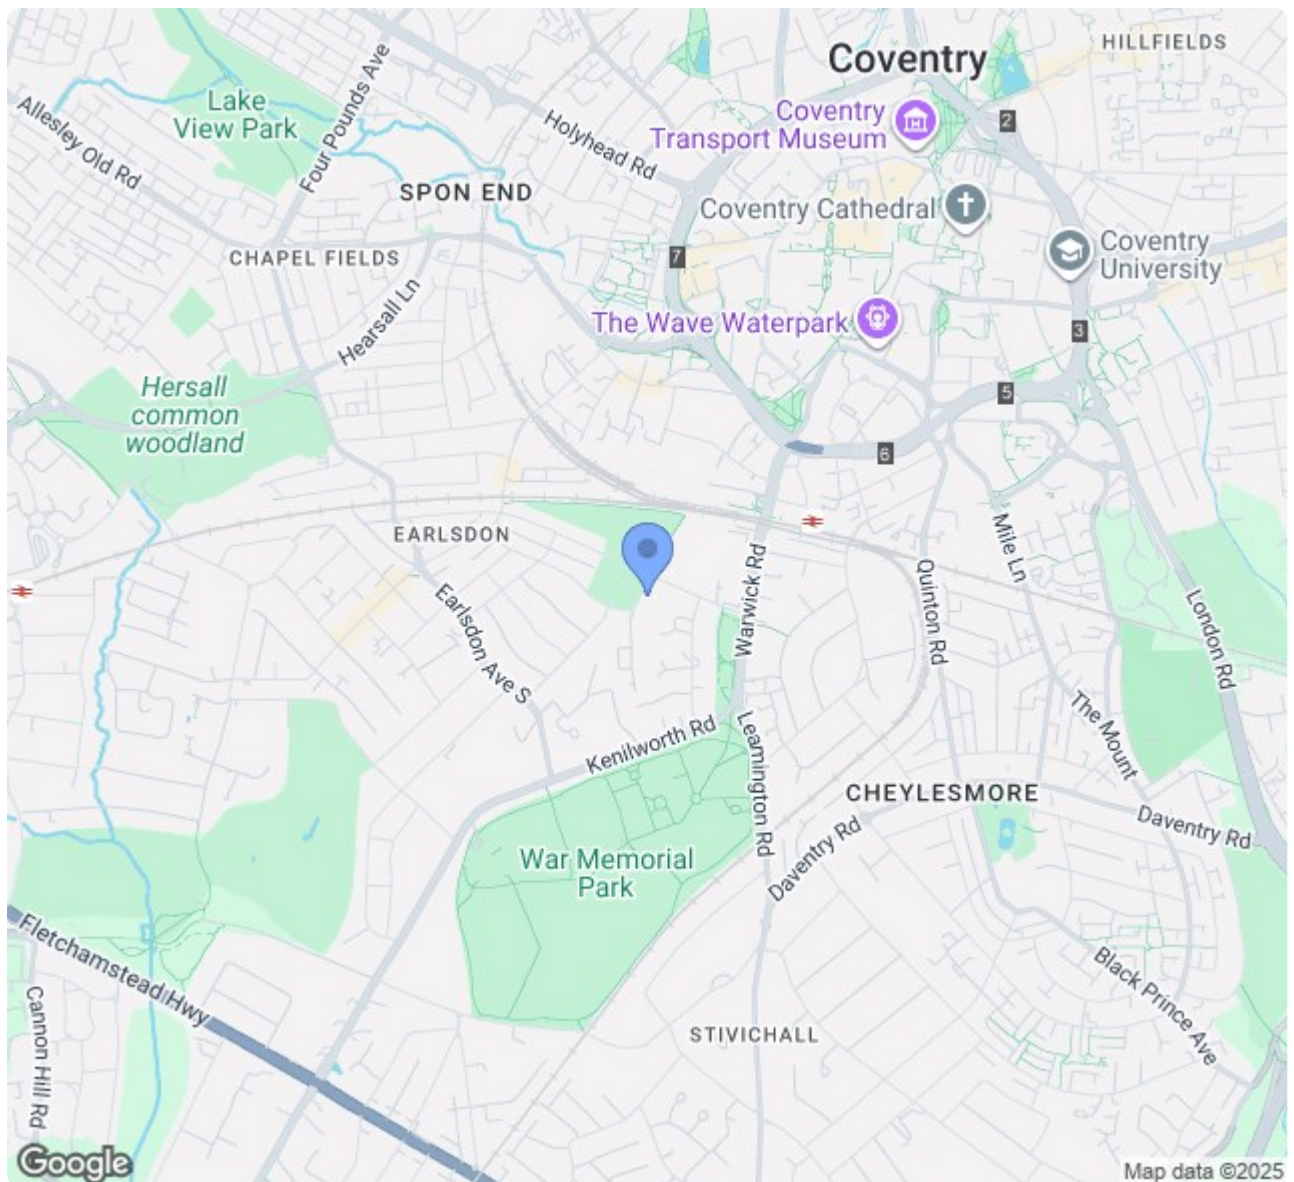 Coventry
HILLFIELDS
Lake
View Park
Four Pounds Ave
Allesley Old Rd
Holyhead Rd
Coventry
Transport Museum
2
SPON END
Coventry Cathedral
CHAPEL FIELDS
7
Coventry
University
Hearsall Ln
The Wave Waterpark
3
Hersall
common
woodland
5
6
EARLSDON
Mile Ln
Warwick Rd
Quinton Rd
London Rd
Earlsdon Ave S
Kenilworth Rd
Leamington Rd
The Mount
CHEYLESMORE
Daventry Rd
Daventry Rd
War Memorial
Park
Fletchamstead Hwy
Black Prince Ave
Cannon Hill Rd
STIVICHALL
Google
Map data ©2025